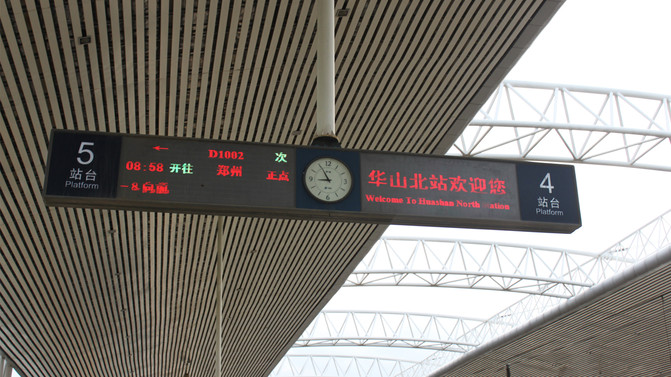 5
站台
Platform
←
D1002 次
08:58 开往 郑州 正点
华山北站欢迎您
Welcome To Huashan North
4
站台
Platform